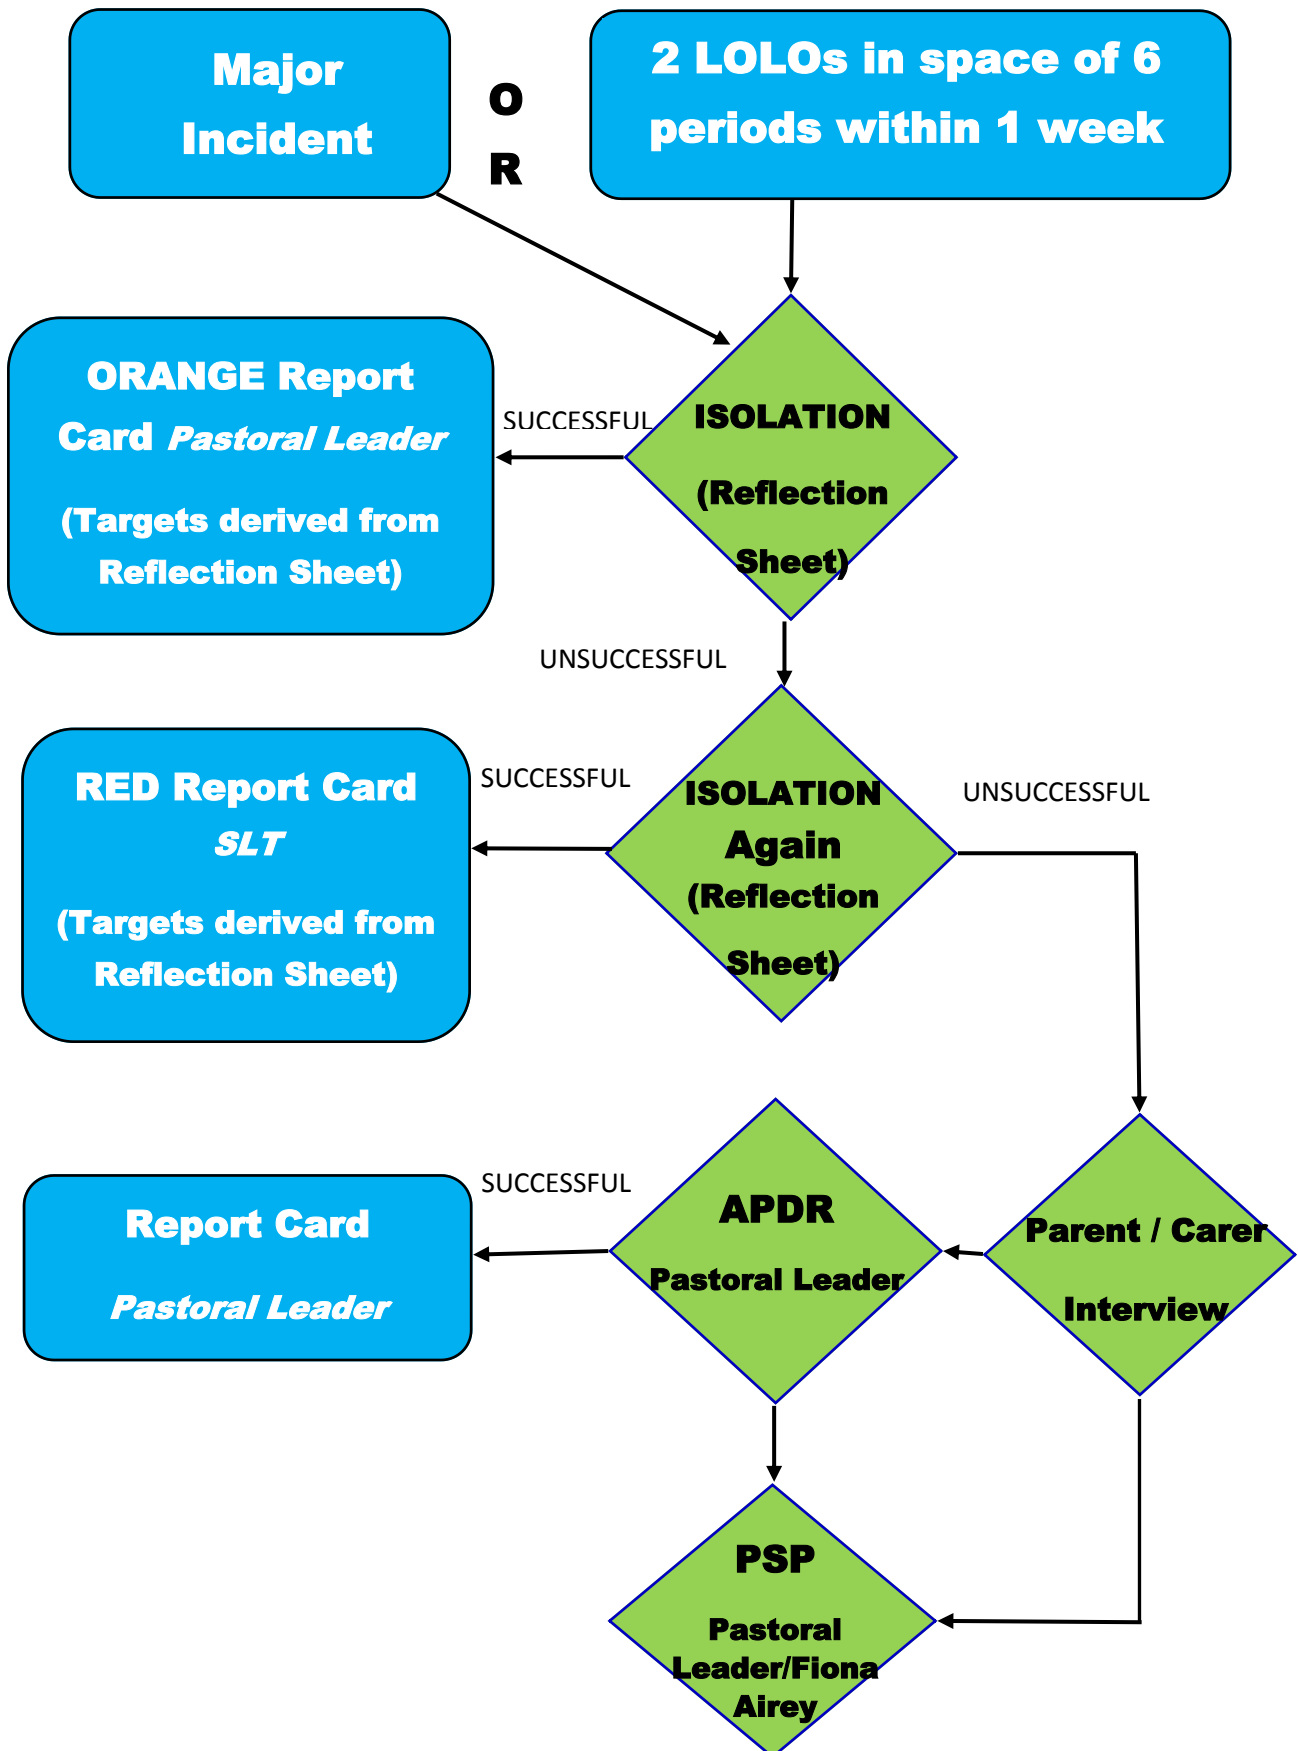 Major
Incident
O
R
2 LOLOs in space of 6
periods within 1 week
ORANGE Report
Card Pastoral Leader
(Targets derived from
Reflection Sheet)
SUCCESSFUL
ISOLATION
(Reflection
Sheet)
UNSUCCESSFUL
RED Report Card
SLT
(Targets derived from
Reflection Sheet)
SUCCESSFUL
ISOLATION
Again
(Reflection
Sheet)
UNSUCCESSFUL
Report Card
Pastoral Leader
SUCCESSFUL
APDR
Pastoral Leader
Parent / Carer
Interview
PSP
Pastoral
Leader/Fiona
Airey